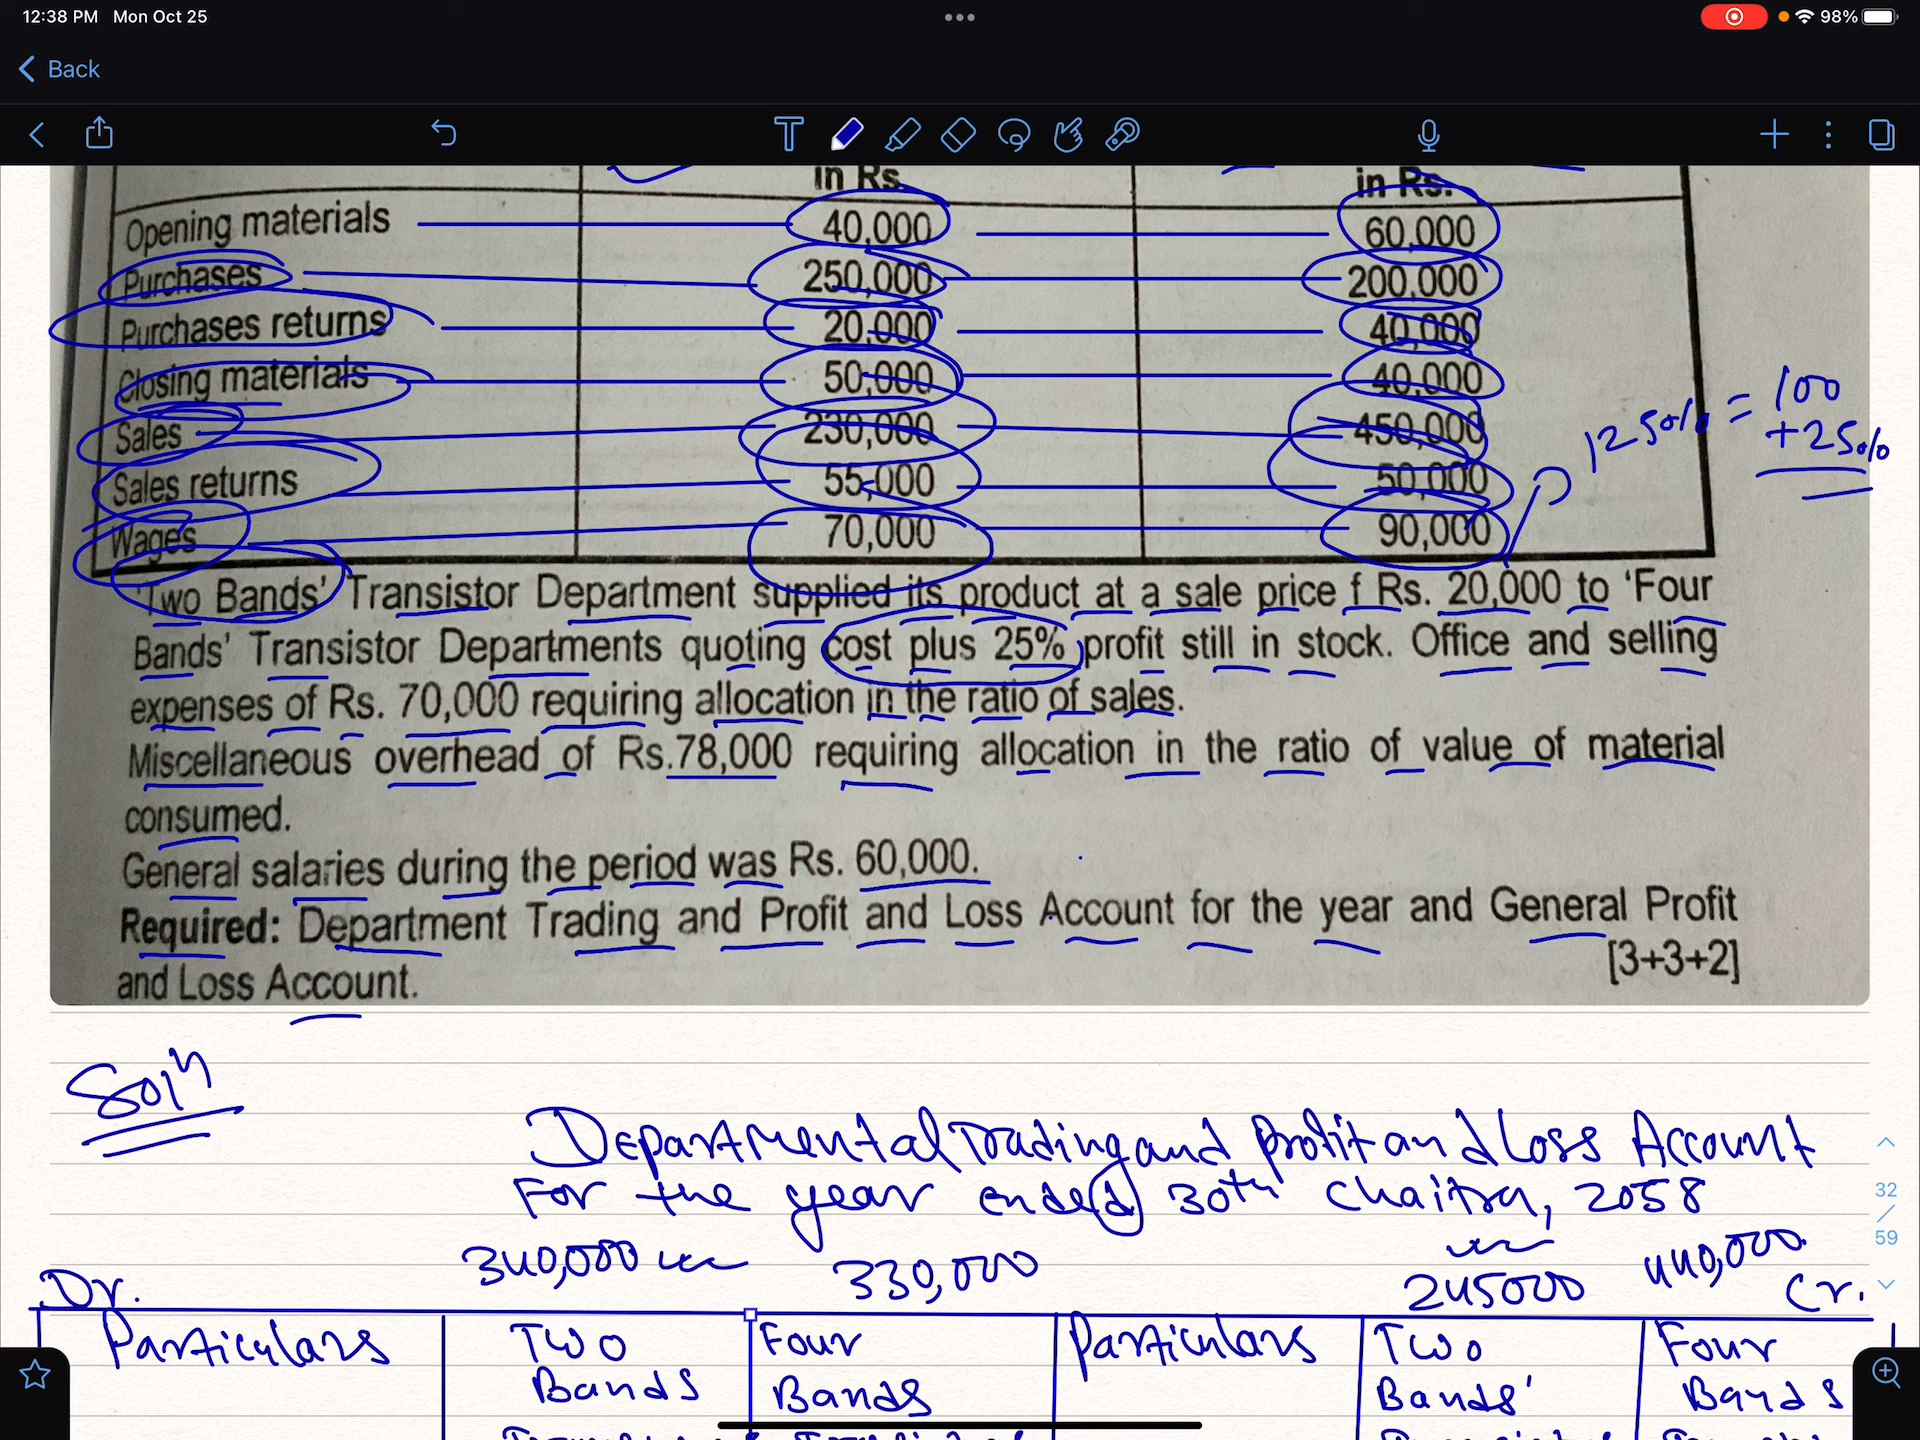 12:38 PM Mon Oct 25
98%
Back
in Rs. in Rs.
Opening materials 40,000 60,000
Purchases 250,000 200,000
Purchases returns 20,000 40,000
Closing materials 50,000 40,000
Sales 230,000 450,000
Sales returns 55,000 50,000
Wages 70,000 90,000
125% = 100
+25%
'Two Bands' Transistor Department supplied its product at a sale price f Rs. 20,000 to 'Four
Bands' Transistor Departments quoting cost plus 25% profit still in stock. Office and selling
expenses of Rs. 70,000 requiring allocation in the ratio of sales.
Miscellaneous overhead of Rs.78,000 requiring allocation in the ratio of value of material
consumed.
General salaries during the period was Rs. 60,000.
Required: Department Trading and Profit and Loss Account for the year and General Profit
and Loss Account. [3+3+2]
Soln
Departmental Trading and Profit and Loss Account
For the year ended 30th Chaitra, 2058
32
/
59
340,000 330,000 245000 440,000
Dr. Cr.
Particulars Two Four Particulars Two Four
Bands Bands Bands' Bands